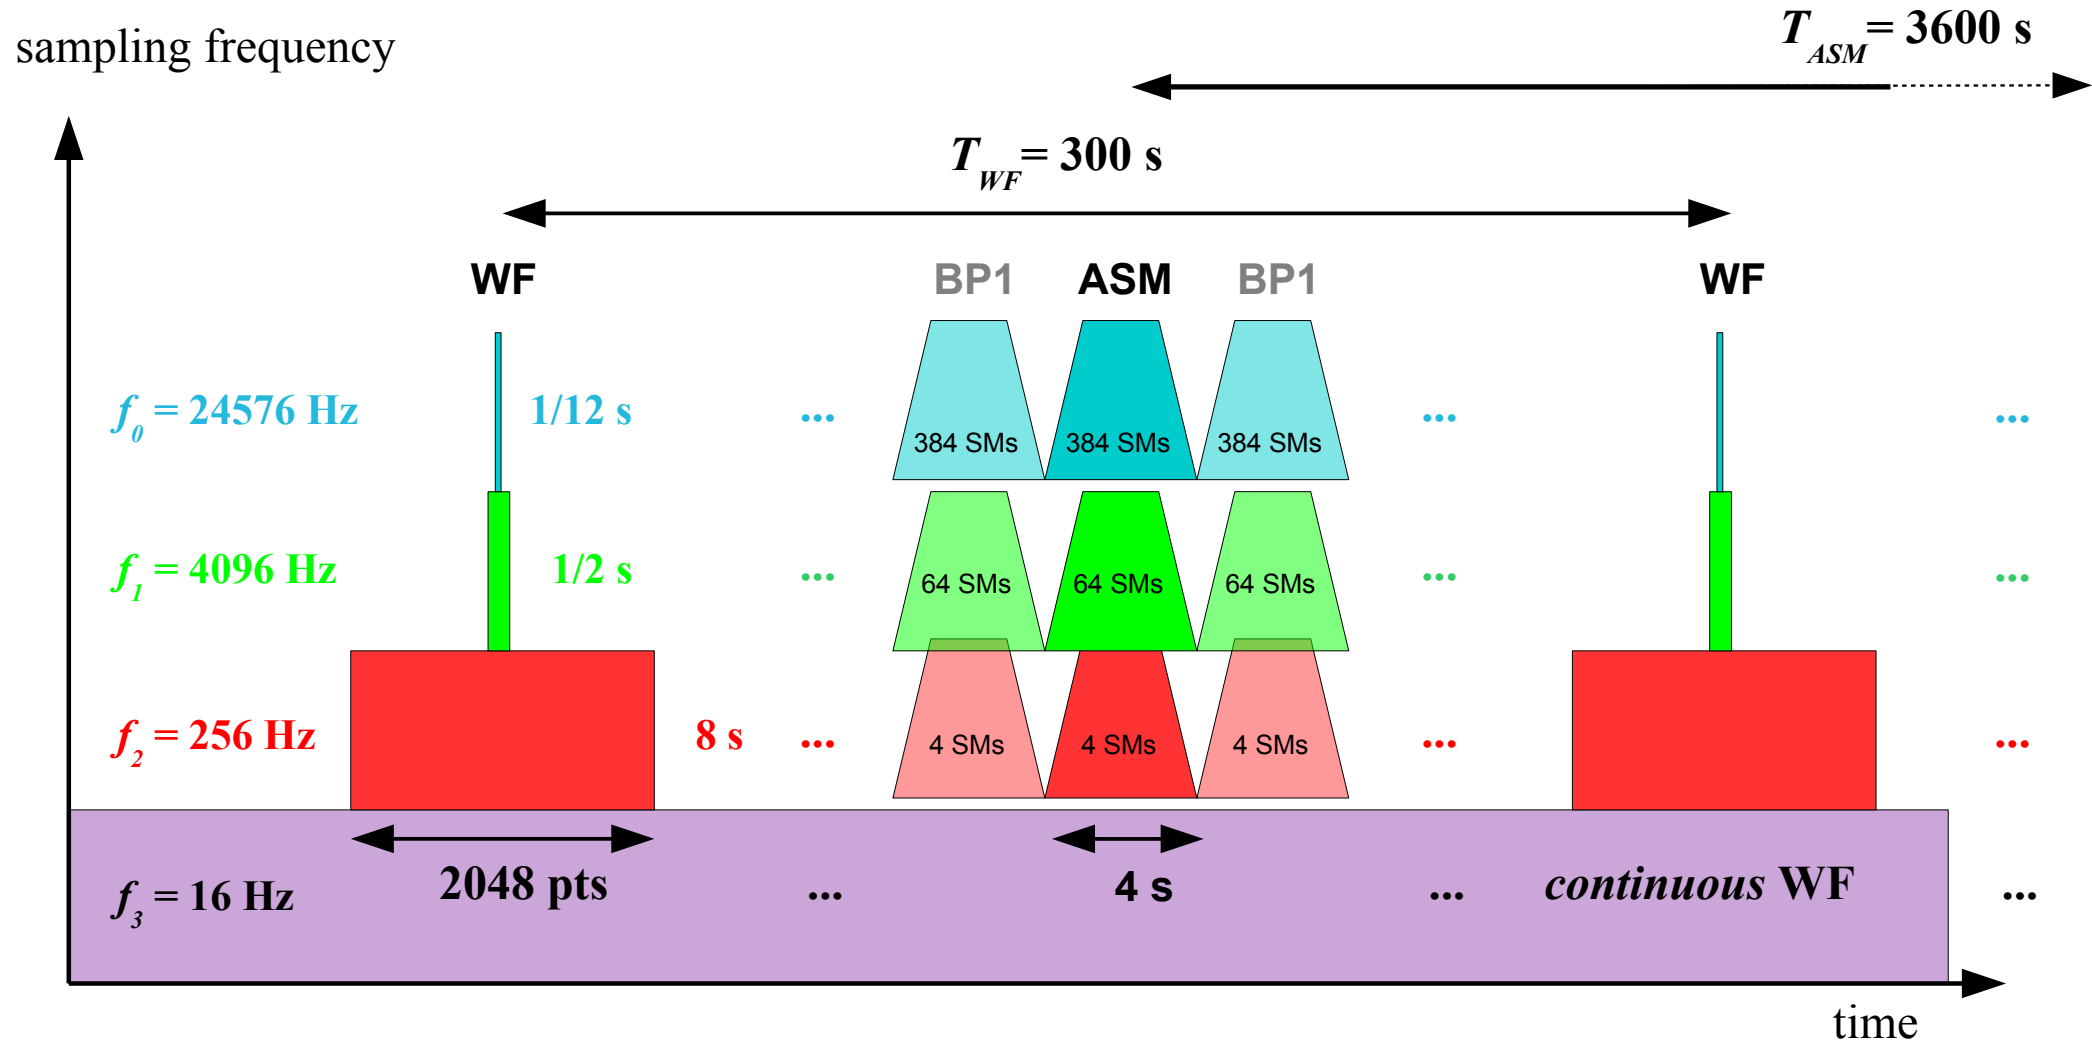 T_ASM = 3600 s
sampling frequency
T_WF = 300 s
WF BP1 ASM BP1 WF
f_0 = 24576 Hz 1/12 s ... 384 SMs 384 SMs 384 SMs ... ...
f_1 = 4096 Hz 1/2 s ... 64 SMs 64 SMs 64 SMs ... ...
f_2 = 256 Hz 8 s ... 4 SMs 4 SMs 4 SMs ... ...
f_3 = 16 Hz 2048 pts ... 4 s ... continuous WF ...
time